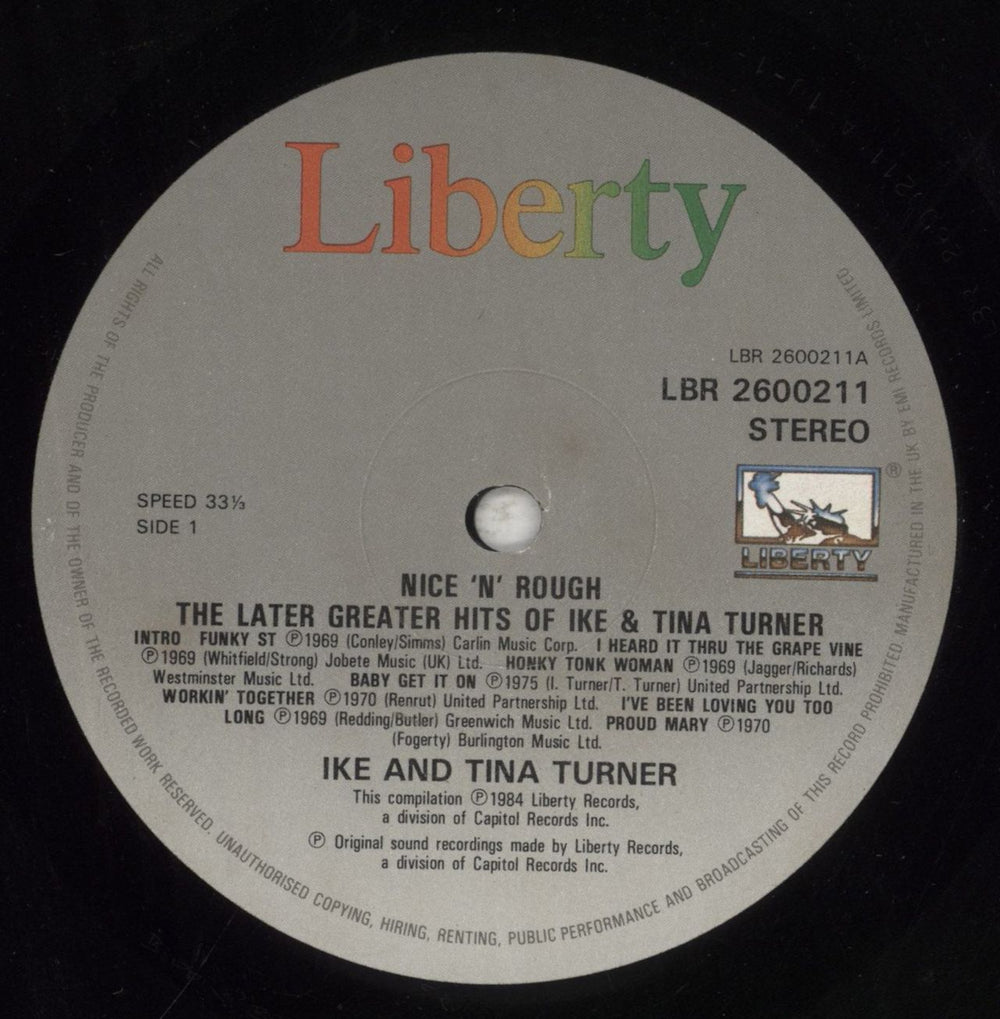 Liberty
LBR 2600211A
LBR 2600211
STEREO
®
LIBERTY
SPEED 33⅓
SIDE 1
NICE 'N' ROUGH
THE LATER GREATER HITS OF IKE & TINA TURNER
INTRO FUNKY ST ℗1969 (Conley/Simms) Carlin Music Corp. I HEARD IT THRU THE GRAPE VINE
℗1969 (Whitfield/Strong) Jobete Music (UK) Ltd. HONKY TONK WOMAN ℗1969 (Jagger/Richards)
Westminster Music Ltd. BABY GET IT ON ℗1975 (I. Turner/T. Turner) United Partnership Ltd.
WORKIN' TOGETHER ℗1970 (Renrut) United Partnership Ltd. I'VE BEEN LOVING YOU TOO
LONG ℗1969 (Redding/Butler) Greenwich Music Ltd. PROUD MARY ℗1970
(Fogerty) Burlington Music Ltd.
IKE AND TINA TURNER
This compilation ℗1984 Liberty Records,
a division of Capitol Records Inc.
℗ Original sound recordings made by Liberty Records,
a division of Capitol Records Inc.
ALL RIGHTS OF THE PRODUCER AND OF THE OWNER OF THE RECORDED WORK RESERVED. UNAUTHORISED COPYING, HIRING, RENTING, PUBLIC PERFORMANCE AND BROADCASTING OF THIS RECORD PROHIBITED MANUFACTURED IN THE UK BY EMI RECORDS LIMITED